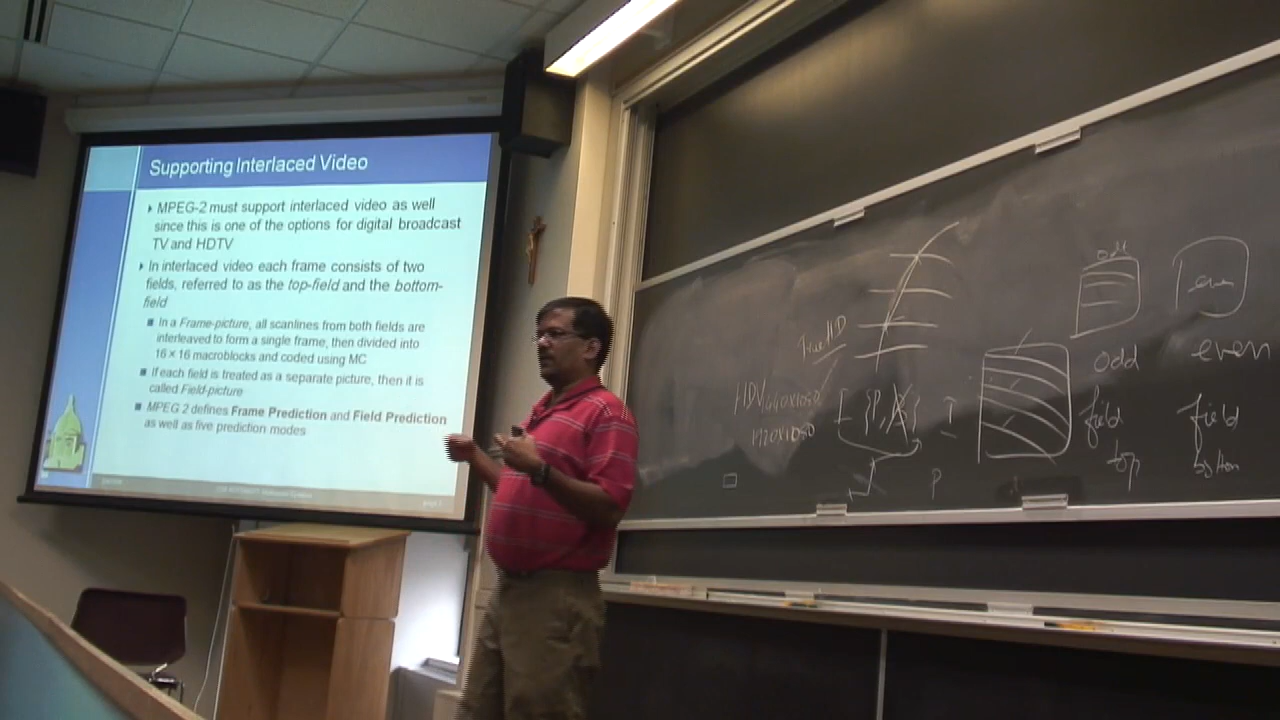 Supporting Interlaced Video
MPEG-2 must support interlaced video as well
since this is one of the options for digital broadcast
TV and HDTV
In interlaced video each frame consists of two
fields, referred to as the top-field and the bottom-
field
In a Frame-picture, all scanlines from both fields are
interleaved to form a single frame, then divided into
16 × 16 macroblocks and coded using MC
If each field is treated as a separate picture, then it is
called Field-picture
MPEG 2 defines Frame Prediction and Field Prediction
as well as five prediction modes
True HD
HDV 1440x1080
1920x1080
I
P
odd
even
odd even
field field
top